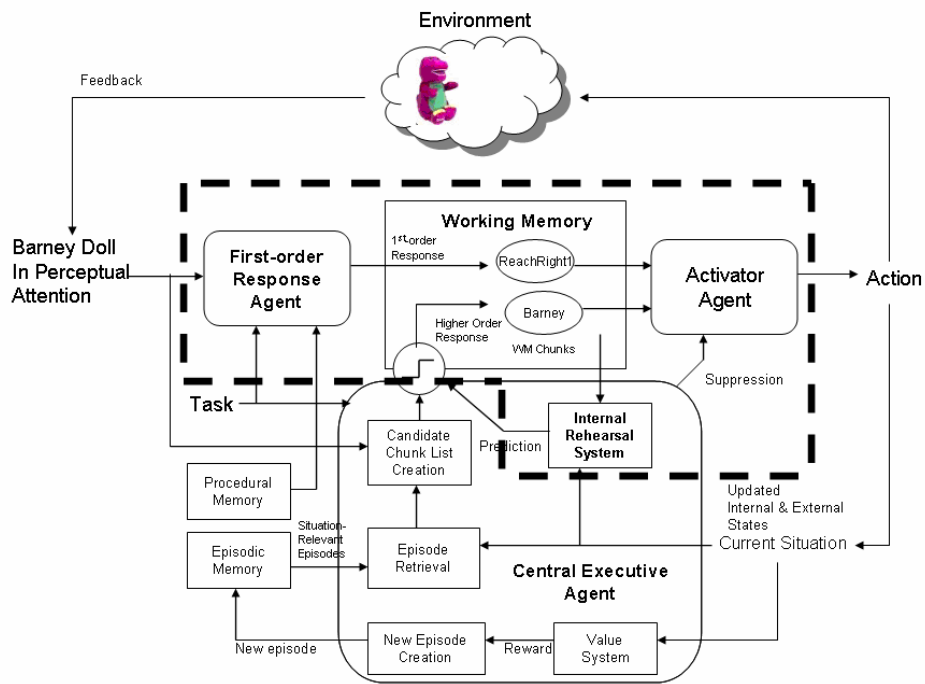 Environment
Feedback
Working Memory
Barney Doll
In Perceptual
Attention
First-order
Response
Agent
1st order
Response
ReachRight1
Activator
Agent
Action
Barney
Higher Order
Response
WM Chunks
Suppression
Task
Internal
Rehearsal
System
Candidate
Chunk List
Creation
Prediction
Procedural
Memory
Updated
Internal & External
States
Situation-
Relevant
Episodes
Current Situation
Episodic
Memory
Episode
Retrieval
Central Executive
Agent
New episode
New Episode
Creation
Reward
Value
System